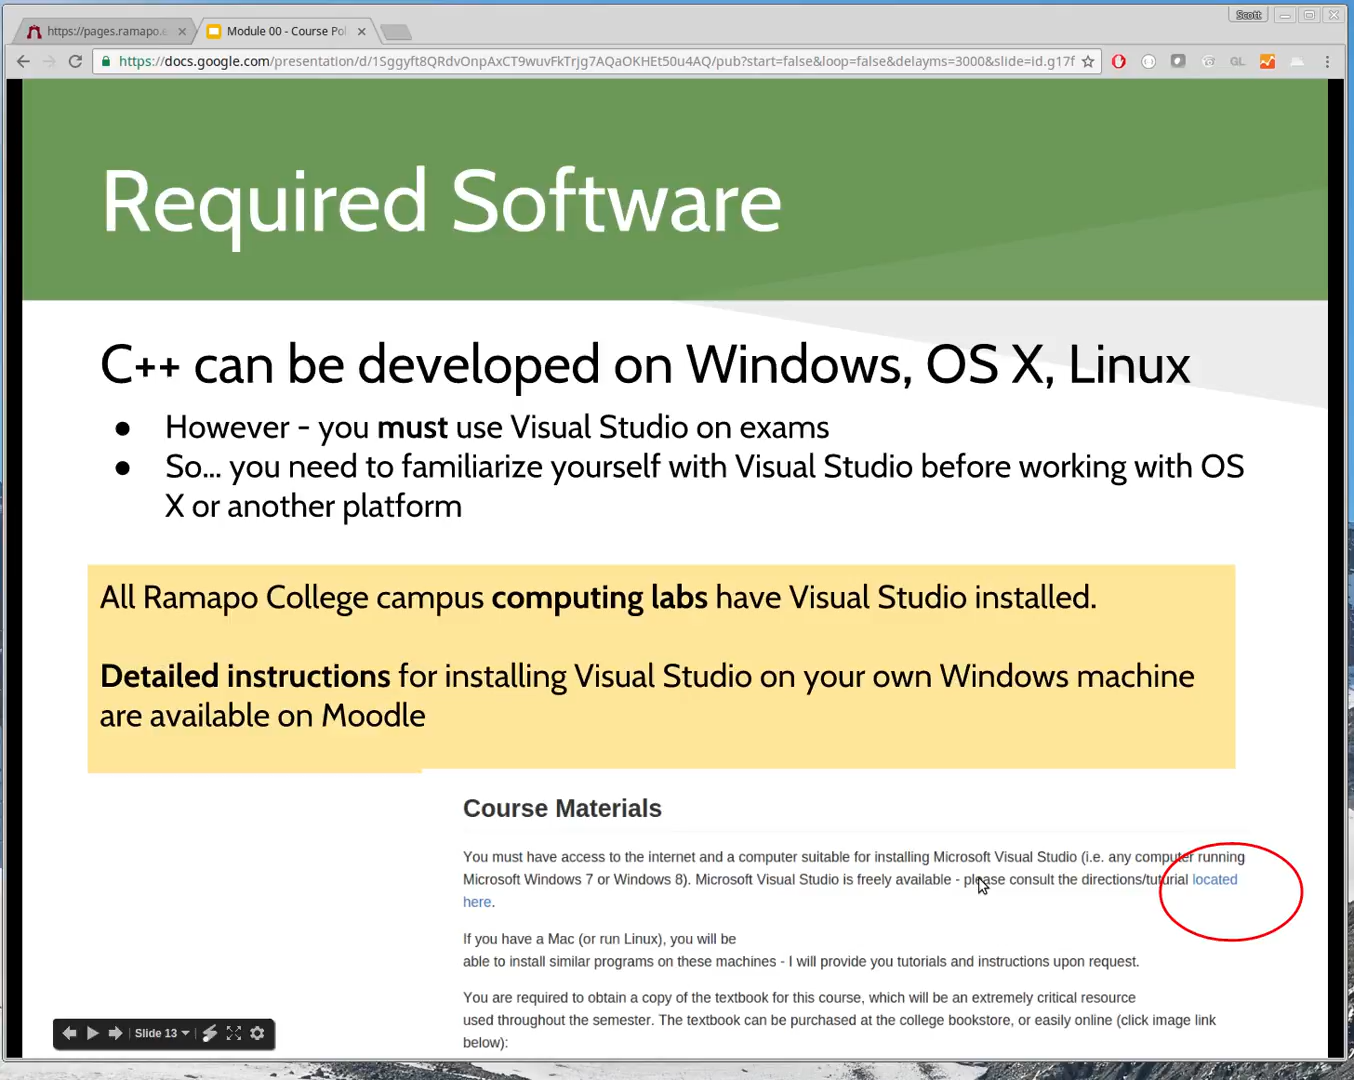 Scott
https://pages.ramapo.e
Module 00 - Course Pol
https://docs.google.com/presentation/d/1Sggyft8QRdvOnpAxCT9wuvFkTrjg7AQaOKHEt50u4AQ/pub?start=false&loop=false&delayms=3000&slide=id.g17f
GL
Required Software
C++ can be developed on Windows, OS X, Linux
● However - you must use Visual Studio on exams
● So... you need to familiarize yourself with Visual Studio before working with OS
X or another platform
All Ramapo College campus computing labs have Visual Studio installed.
Detailed instructions for installing Visual Studio on your own Windows machine
are available on Moodle
Course Materials
You must have access to the internet and a computer suitable for installing Microsoft Visual Studio (i.e. any computer running
Microsoft Windows 7 or Windows 8). Microsoft Visual Studio is freely available - please consult the directions/tuturial located
here.
If you have a Mac (or run Linux), you will be
able to install similar programs on these machines - I will provide you tutorials and instructions upon request.
You are required to obtain a copy of the textbook for this course, which will be an extremely critical resource
used throughout the semester. The textbook can be purchased at the college bookstore, or easily online (click image link
below):
Slide 13